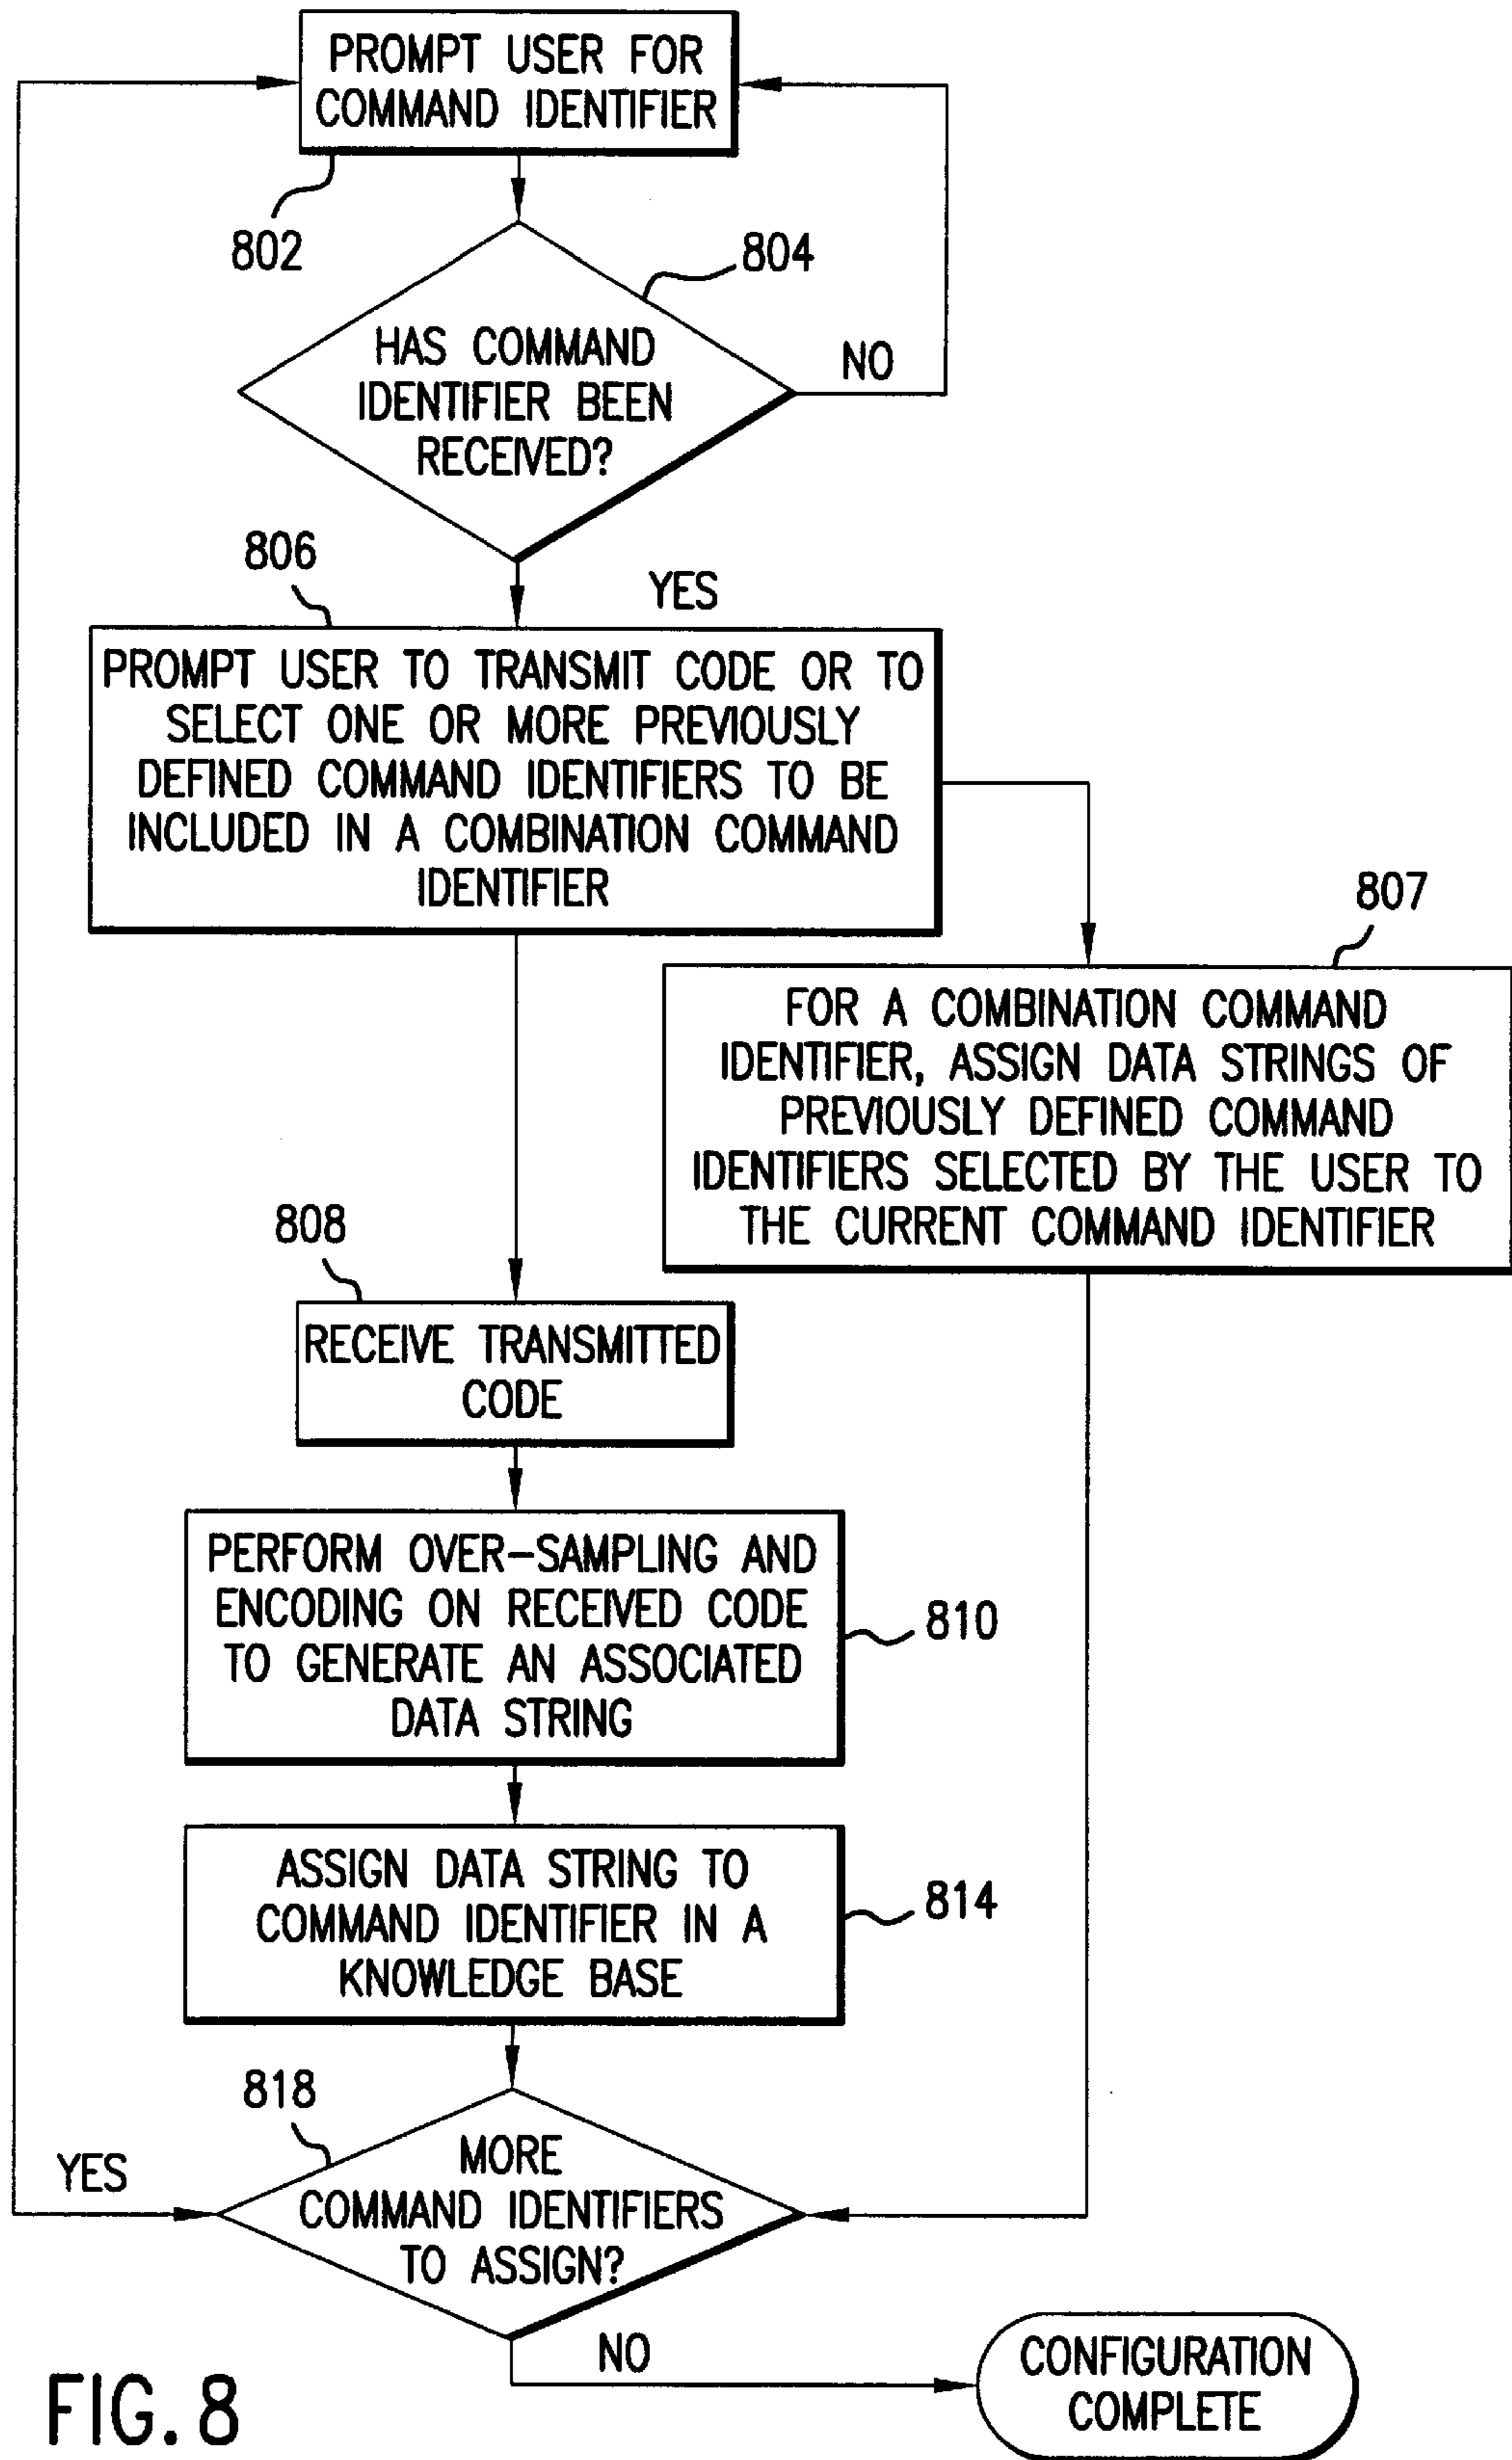 PROMPT USER FOR
COMMAND IDENTIFIER
802
804
HAS COMMAND
IDENTIFIER BEEN
RECEIVED?
NO
806
YES
PROMPT USER TO TRANSMIT CODE OR TO
SELECT ONE OR MORE PREVIOUSLY
DEFINED COMMAND IDENTIFIERS TO BE
INCLUDED IN A COMBINATION COMMAND
IDENTIFIER
807
FOR A COMBINATION COMMAND
IDENTIFIER, ASSIGN DATA STRINGS OF
PREVIOUSLY DEFINED COMMAND
IDENTIFIERS SELECTED BY THE USER TO
THE CURRENT COMMAND IDENTIFIER
808
RECEIVE TRANSMITTED
CODE
PERFORM OVER-SAMPLING AND
ENCODING ON RECEIVED CODE
TO GENERATE AN ASSOCIATED
DATA STRING
810
ASSIGN DATA STRING TO
COMMAND IDENTIFIER IN A
KNOWLEDGE BASE
814
818
YES
MORE
COMMAND IDENTIFIERS
TO ASSIGN?
NO
CONFIGURATION
COMPLETE
FIG. 8